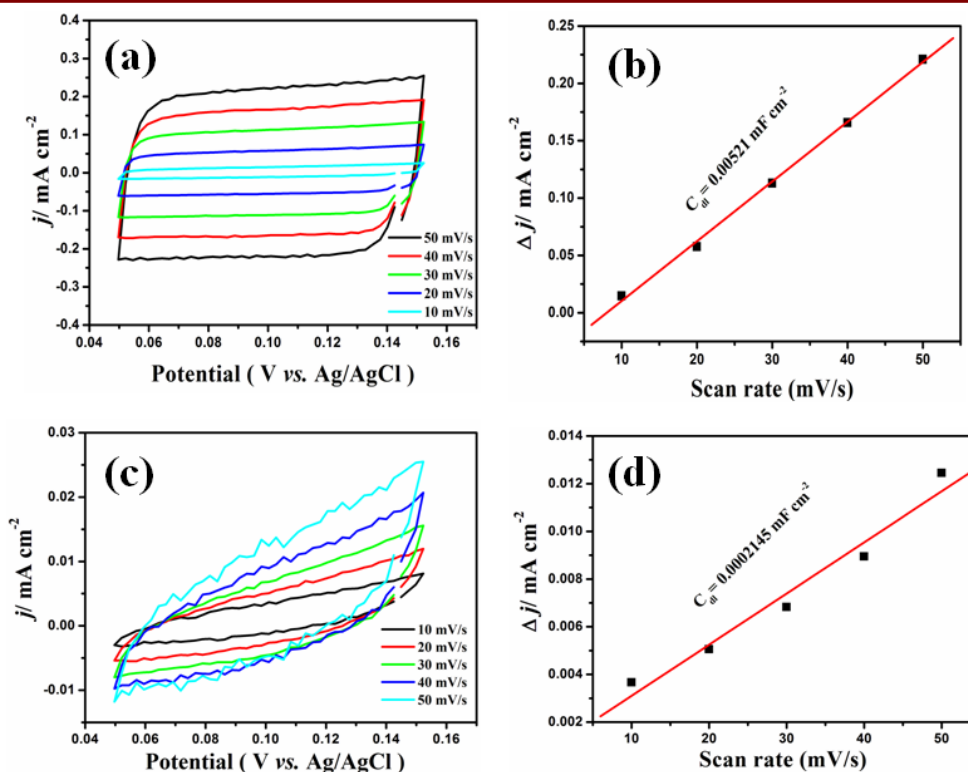 (a)
j/ mA cm-2
0.4
0.3
0.2
0.1
0.0
-0.1
-0.2
-0.3
-0.4
50 mV/s
40 mV/s
30 mV/s
20 mV/s
10 mV/s
0.04 0.06 0.08 0.10 0.12 0.14 0.16
Potential ( V vs. Ag/AgCl )
(b)
Δ j/ mA cm-2
0.25
0.20
0.15
0.10
0.05
0.00
Cdl = 0.00521 mF cm-2
10 20 30 40 50
Scan rate (mV/s)
(c)
j/ mA cm-2
0.03
0.02
0.01
0.00
-0.01
10 mV/s
20 mV/s
30 mV/s
40 mV/s
50 mV/s
0.04 0.06 0.08 0.10 0.12 0.14 0.16
Potential ( V vs. Ag/AgCl )
(d)
Δ j/ mA cm-2
0.014
0.012
0.010
0.008
0.006
0.004
0.002
Cdl = 0.0002145 mF cm-2
10 20 30 40 50
Scan rate (mV/s)